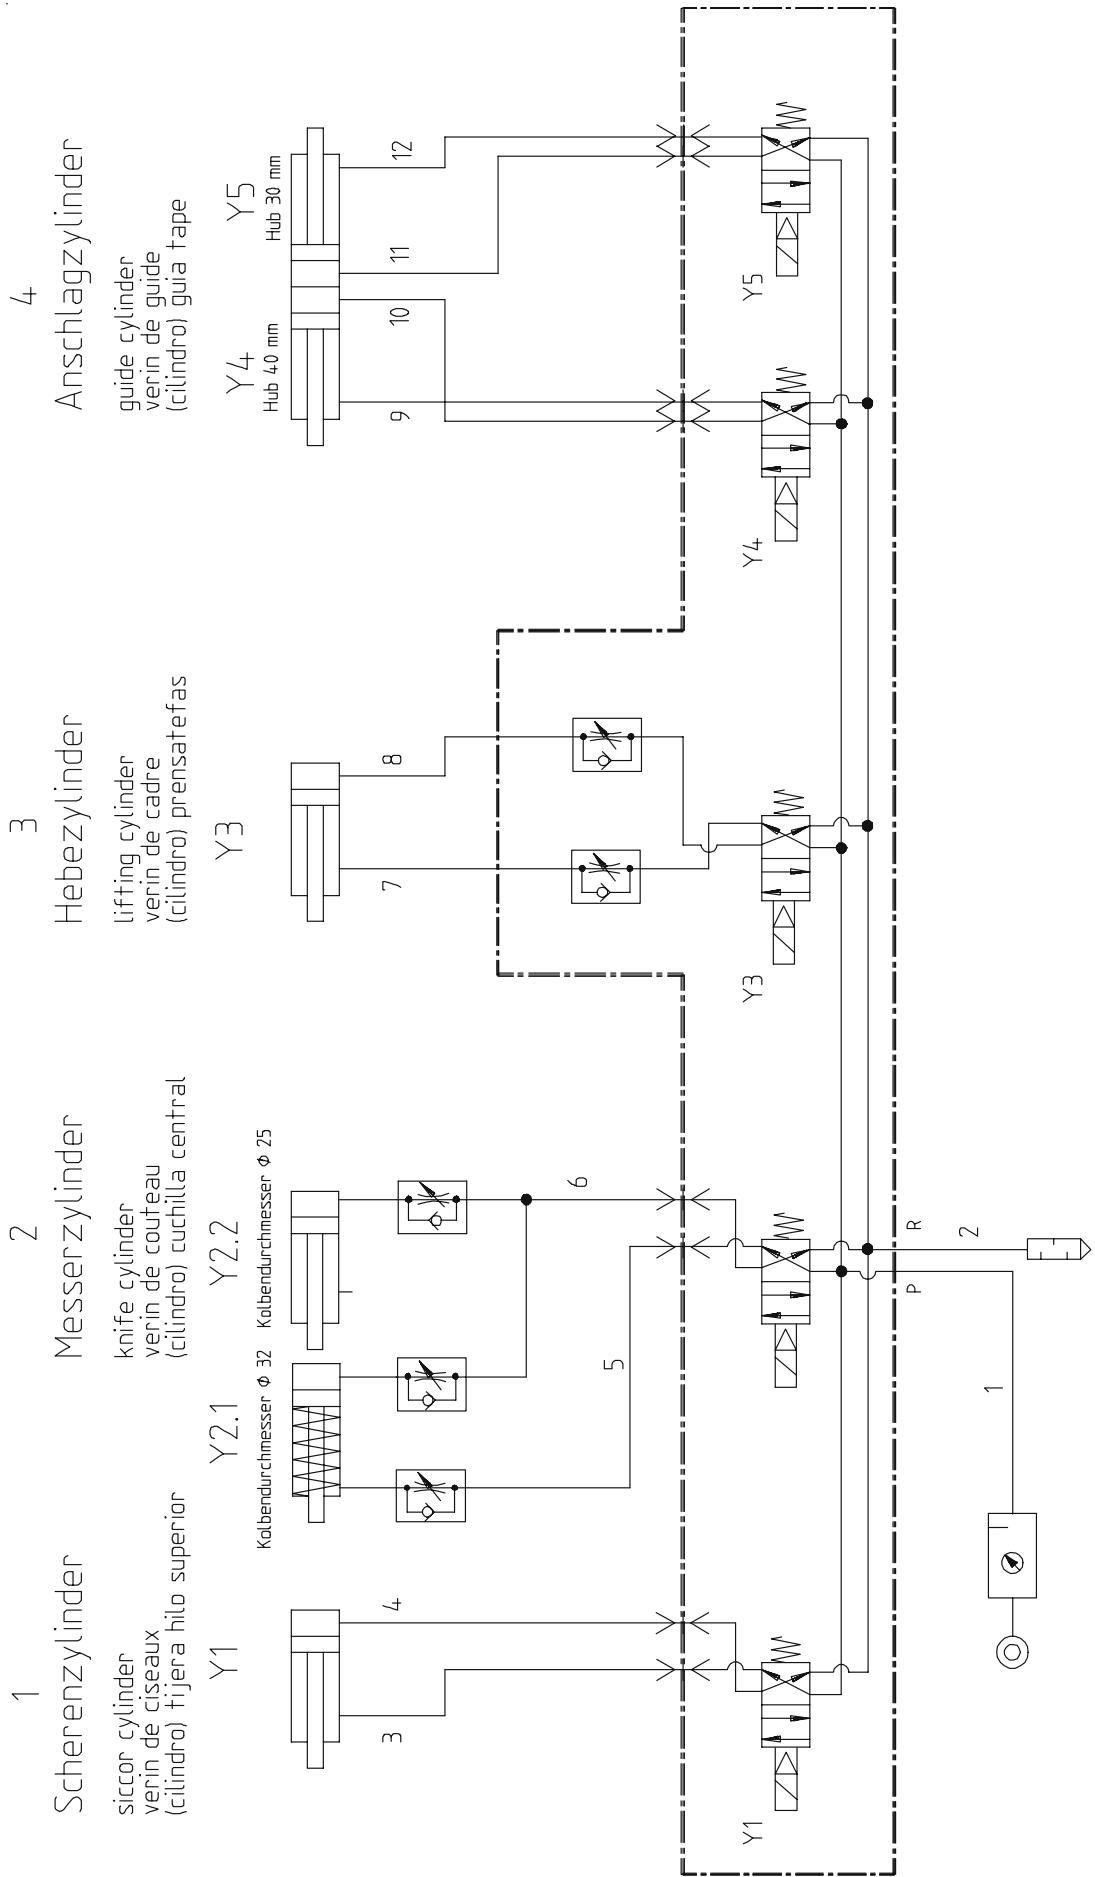 1
Scherenzylinder
siccor cylinder
verin de ciseaux
(cilindro) fijera hilo superior
Y1
3
4
2
Messerzylinder
knife cylinder
verin de couteau
(cilindro) cuchilla central
Y2.1
Kolbendurchmesser Φ 32
Y2.2
Kolbendurchmesser Φ 25
5
6
3
Hebezylinder
lifting cylinder
verin de cadre
(cilindro) prensatefas
Y3
7
8
4
Anschlagzylinder
guide cylinder
verin de guide
(cilindro) guia tape
Y4
Hub 40 mm
Y5
Hub 30 mm
9
10
11
12
Y1
Y3
Y4
Y5
P
R
1
2